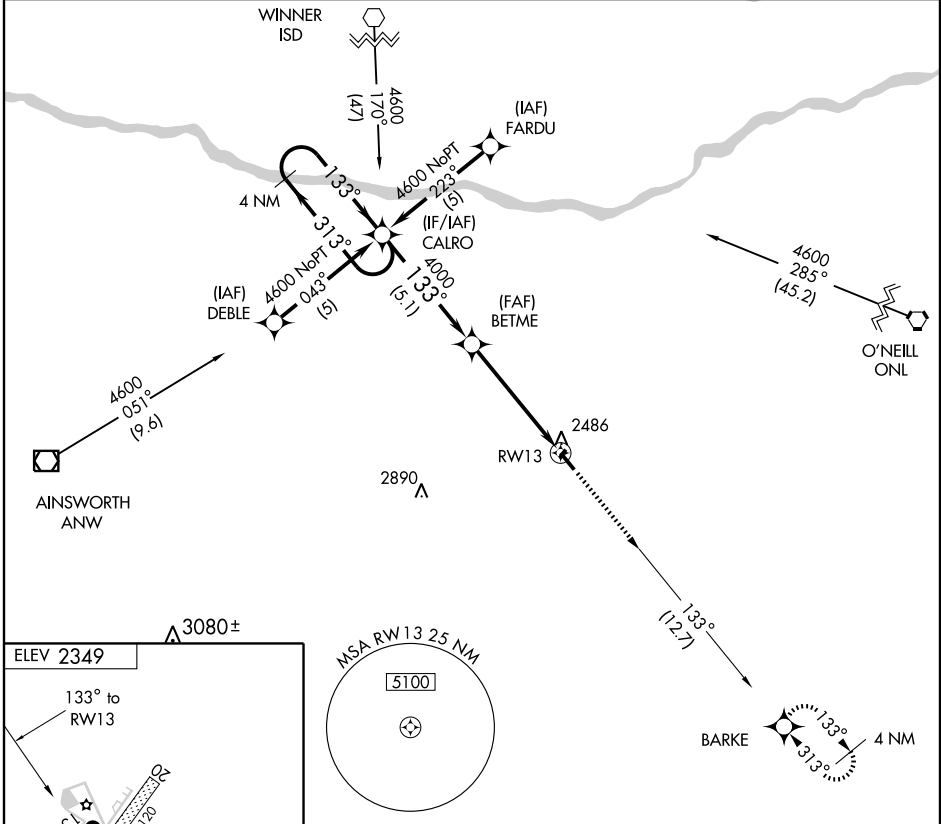 WINNER
ISD
4600
170°
(47)
(IAF)
FARDU
4600 NoPT
223°
(5)
133°
4 NM
313°
(IF/IAF)
CALRO
4600 NoPT
043°
(5)
(IAF)
DEBLE
4000
133°
(5.1)
(FAF)
BETME
4600
285°
(45.2)
O'NEILL
ONL
4600
051°
(9.6)
AINSWORTH
ANW
2486
RW13
2890
133°
(12.7)
3080±
ELEV 2349
133° to
RW13
20
120
MSA RW13 25 NM
5100
BARKE
133°
313°
4 NM